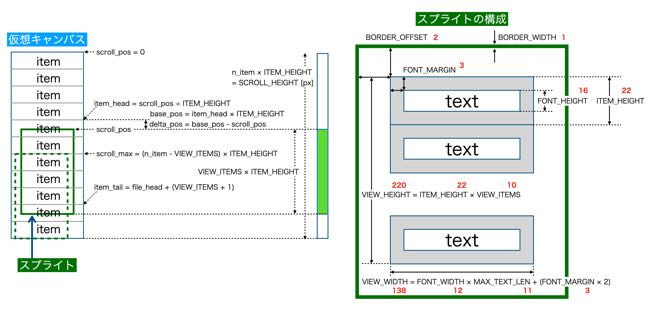 仮想キャンバス
scroll_pos = 0
item
item
item
item
item
item
item
item
item
item
item
n_item × ITEM_HEIGHT
= SCROLL_HEIGHT [px]
item_head = scroll_pos ÷ ITEM_HEIGHT
base_pos = item_head × ITEM_HEIGHT
delta_pos = base_pos - scroll_pos
scroll_pos
scroll_max = (n_item - VIEW_ITEMS) × ITEM_HEIGHT
VIEW_ITEMS × ITEM_HEIGHT
item_tail = file_head + (VIEW_ITEMS + 1)
スプライト
スプライトの構成
BORDER_OFFSET 2
BORDER_WIDTH 1
FONT_MARGIN 3
text
16
FONT_HEIGHT
22
ITEM_HEIGHT
220 22 10
VIEW_HEIGHT = ITEM_HEIGHT × VIEW_ITEMS
text
VIEW_WIDTH = FONT_WIDTH × MAX_TEXT_LEN + (FONT_MARGIN × 2)
138 12 11 3